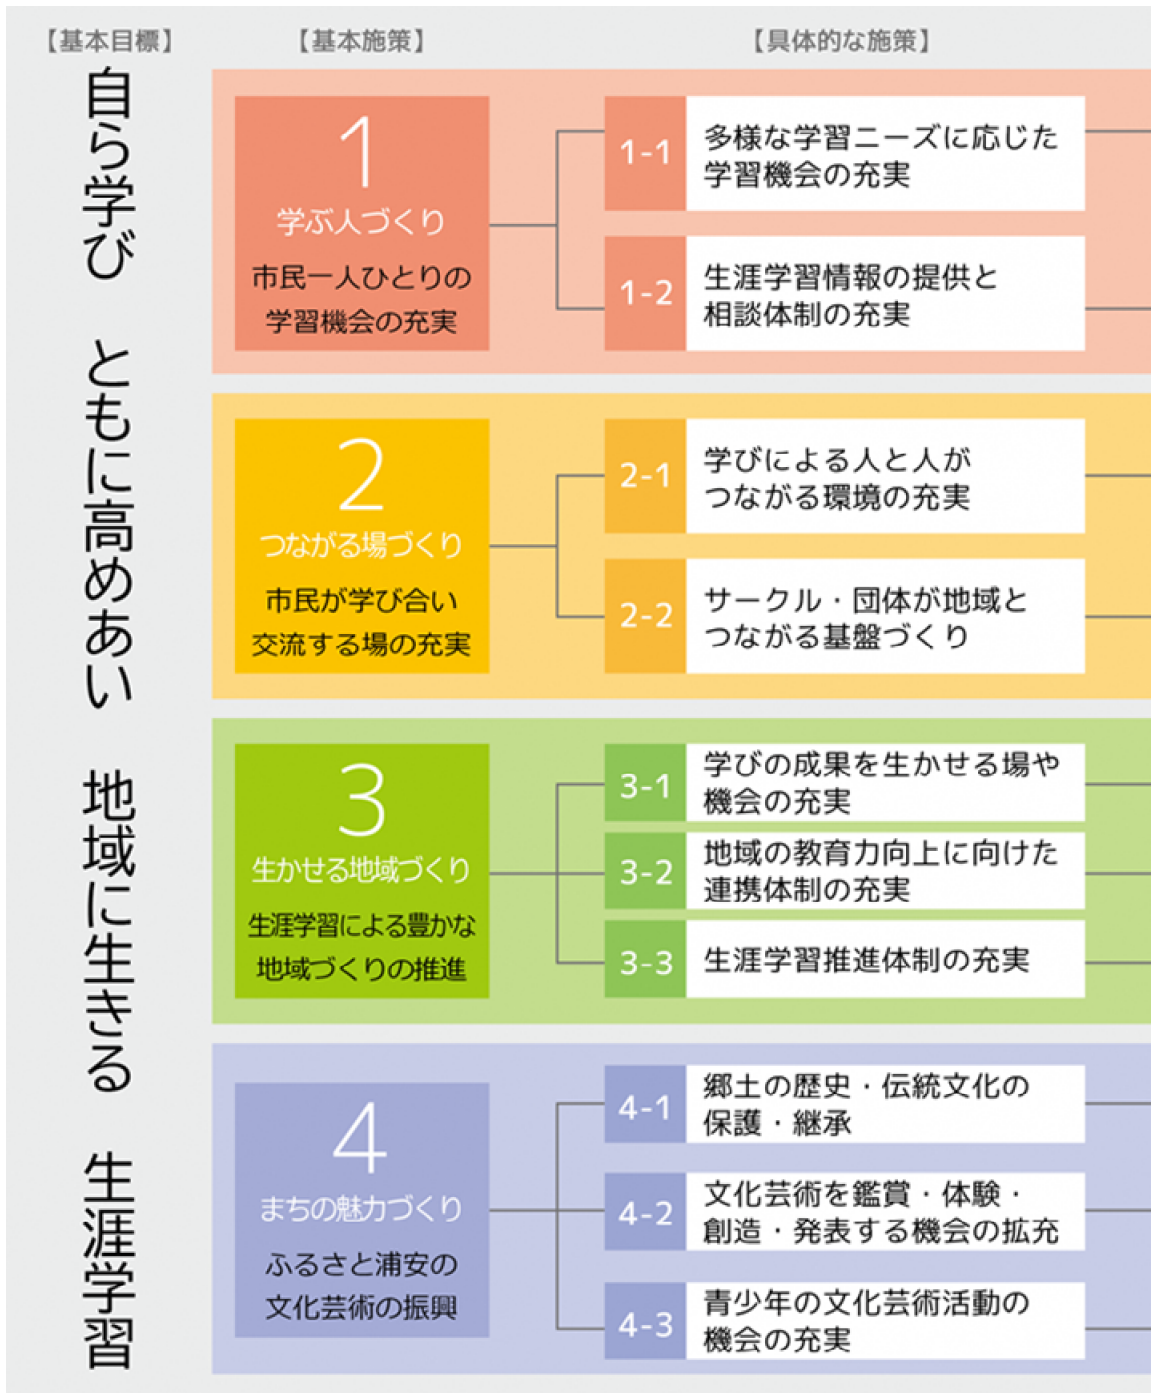 【基本目標】
【基本施策】
【具体的な施策】
自ら学び ともに高めあい 地域に生きる 生涯学習
1
学ぶ人づくり
市民一人ひとりの
学習機会の充実
1-1
多様な学習ニーズに応じた
学習機会の充実
1-2
生涯学習情報の提供と
相談体制の充実
2
つながる場づくり
市民が学び合い
交流する場の充実
2-1
学びによる人と人が
つながる環境の充実
2-2
サークル・団体が地域と
つながる基盤づくり
3
生かせる地域づくり
生涯学習による豊かな
地域づくりの推進
3-1
学びの成果を生かせる場や
機会の充実
3-2
地域の教育力向上に向けた
連携体制の充実
3-3
生涯学習推進体制の充実
4
まちの魅力づくり
ふるさと浦安の
文化芸術の振興
4-1
郷土の歴史・伝統文化の
保護・継承
4-2
文化芸術を鑑賞・体験・
創造・発表する機会の拡充
4-3
青少年の文化芸術活動の
機会の充実